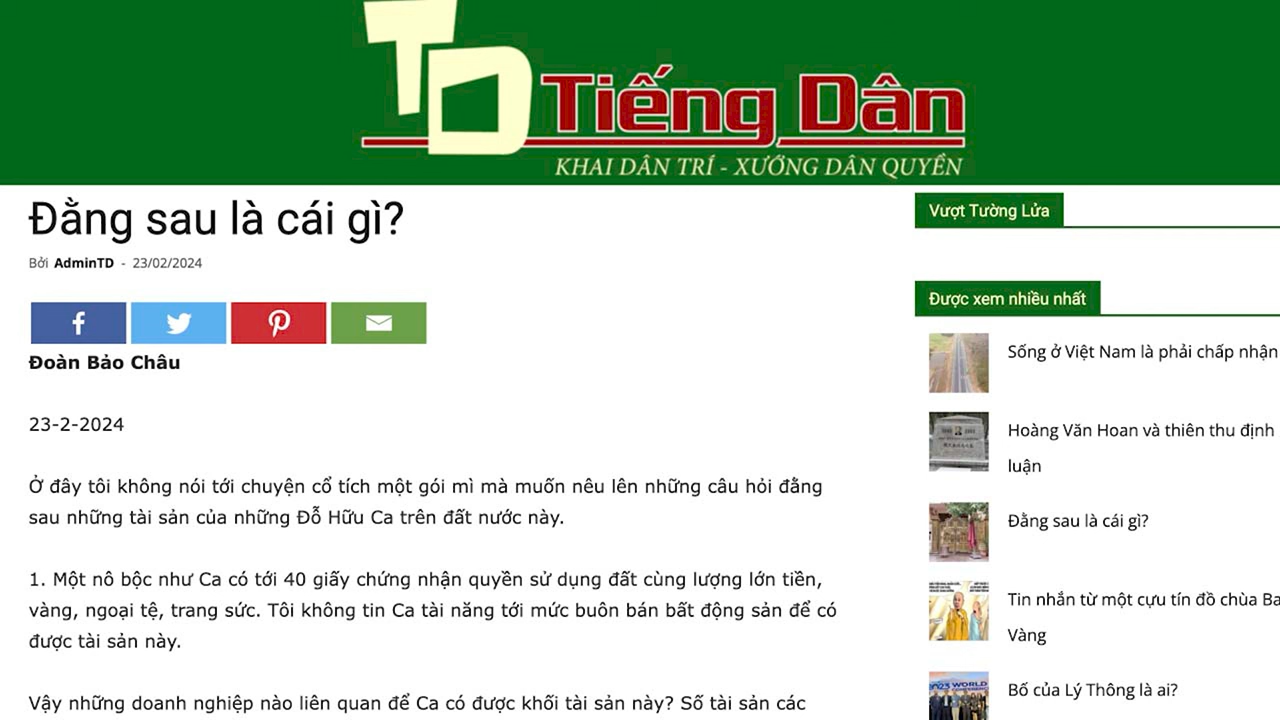 TD Tiếng Dân
KHAI DÂN TRÍ - XƯỚNG DÂN QUYỀN
Đằng sau là cái gì?
Bởi AdminTD - 23/02/2024
Đoàn Bảo Châu
23-2-2024
Ở đây tôi không nói tới chuyện cổ tích một gói mì mà muốn nêu lên những câu hỏi đằng
sau những tài sản của những Đỗ Hữu Ca trên đất nước này.
1. Một nô bộc như Ca có tới 40 giấy chứng nhận quyền sử dụng đất cùng lượng lớn tiền,
vàng, ngoại tệ, trang sức. Tôi không tin Ca tài năng tới mức buôn bán bất động sản để có
được tài sản này.
Vậy những doanh nghiệp nào liên quan để Ca có được khối tài sản này? Số tài sản các
Vượt Tường Lửa
Được xem nhiều nhất
Sống ở Việt Nam là phải chấp nhận
Hoàng Văn Hoan và thiên thu định
luận
Đằng sau là cái gì?
Tin nhắn từ một cựu tín đồ chùa Ba
Vàng
Bố của Lý Thông là ai?